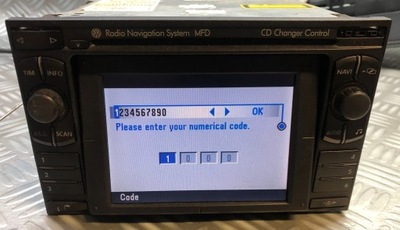 Radio Navigation System MFD
CD Changer Control
TIM
INFO
NAVI
1234567890
OK
Please enter your numerical code.
SCAN
1 0 0 0
1
2
3
4
5
6
Code